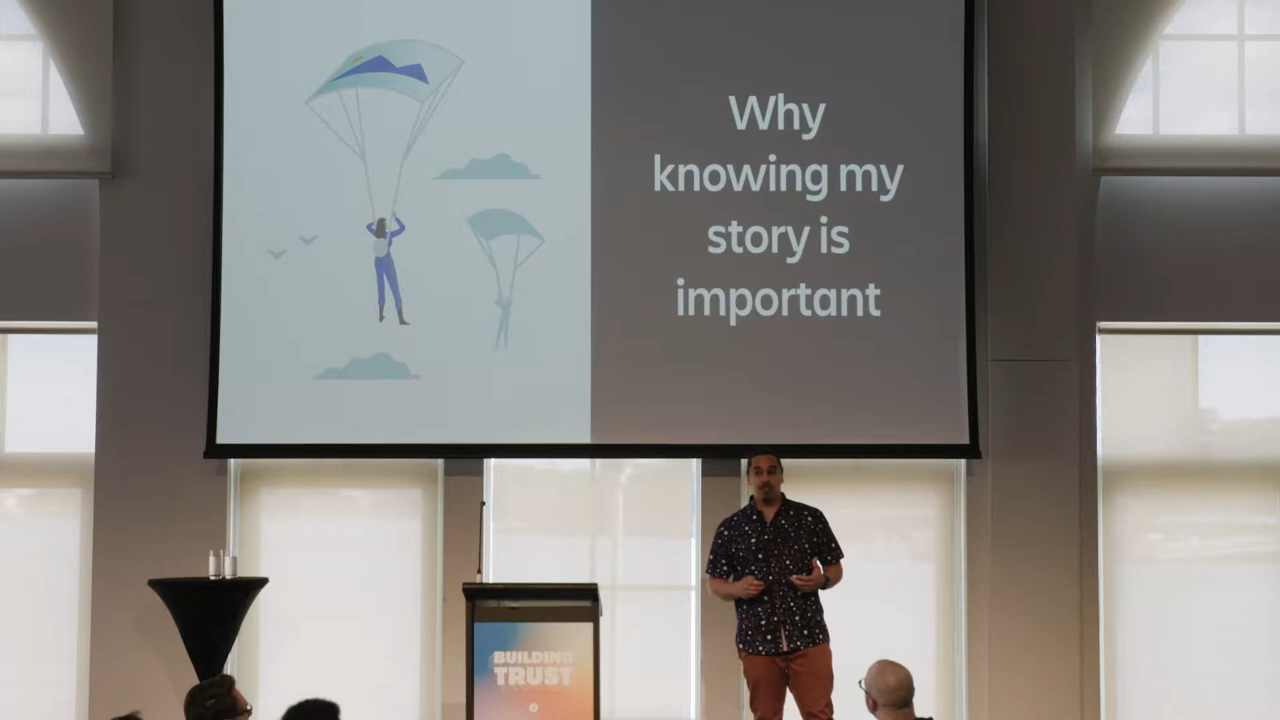 Why
knowing my
story is
important
BUILDING
TRUST